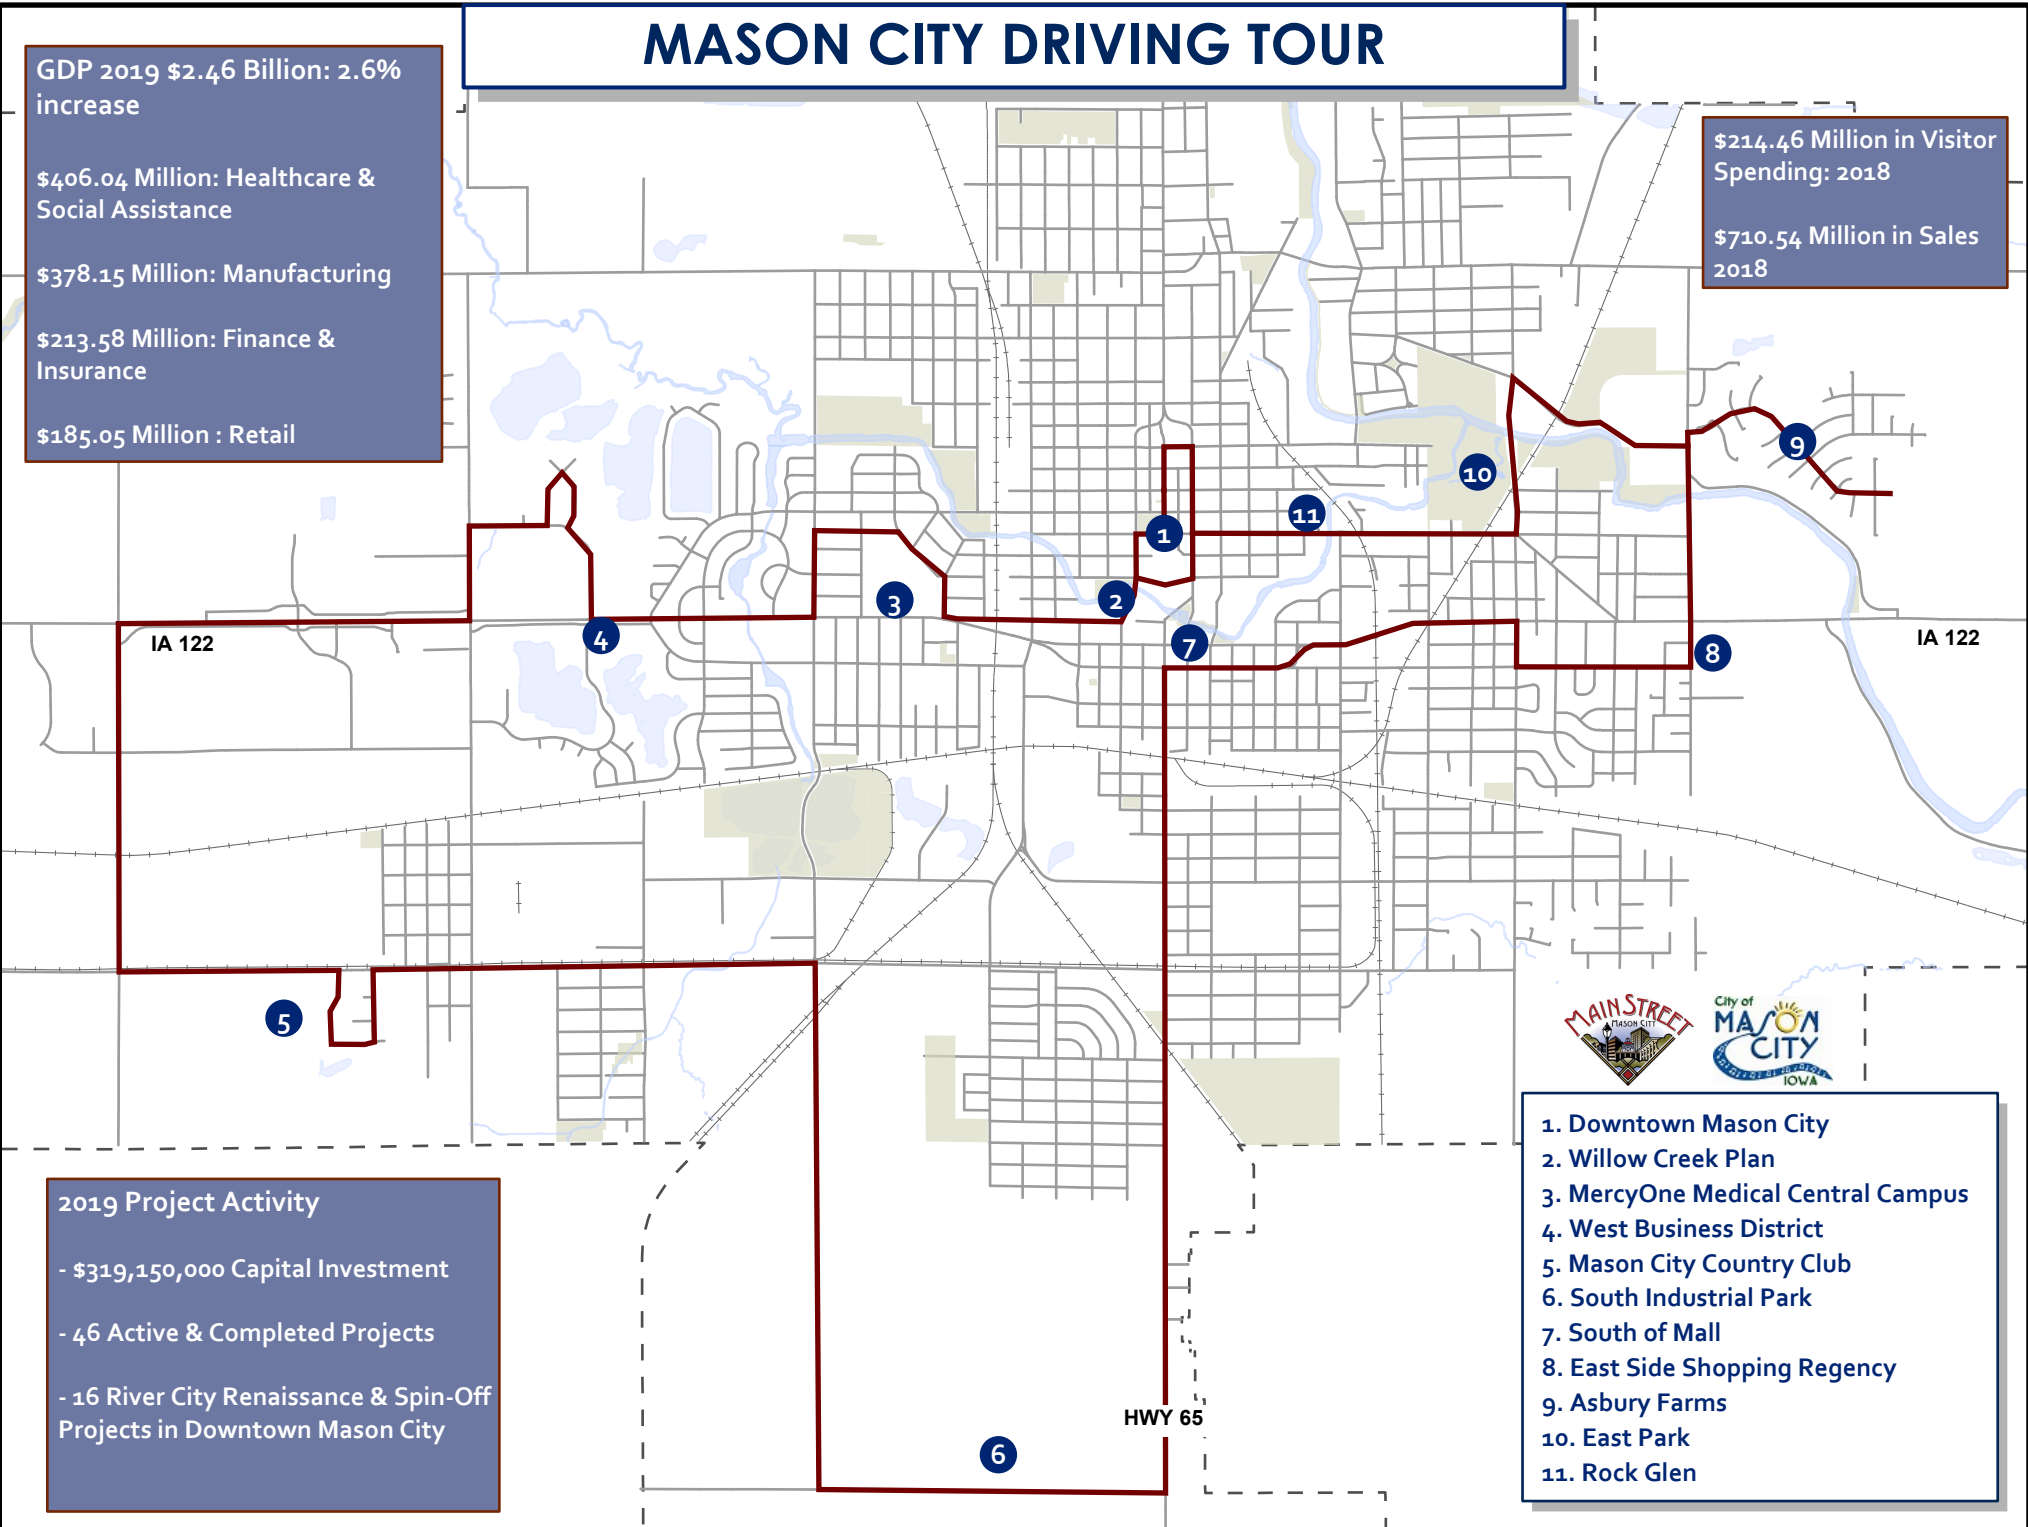 MASON CITY DRIVING TOUR
GDP 2019 $2.46 Billion: 2.6%
increase
$406.04 Million: Healthcare &
Social Assistance
$378.15 Million: Manufacturing
$213.58 Million: Finance &
Insurance
$185.05 Million : Retail
$214.46 Million in Visitor
Spending: 2018
$710.54 Million in Sales
2018
9
10
11
1
3
2
IA 122
4
7
8
IA 122
5
MAIN STREET
MASON CITY
City of
MASON
CITY
IOWA
HWY 65
6
2019 Project Activity
- $319,150,000 Capital Investment
- 46 Active & Completed Projects
- 16 River City Renaissance & Spin-Off
Projects in Downtown Mason City
1. Downtown Mason City
2. Willow Creek Plan
3. MercyOne Medical Central Campus
4. West Business District
5. Mason City Country Club
6. South Industrial Park
7. South of Mall
8. East Side Shopping Regency
9. Asbury Farms
10. East Park
11. Rock Glen